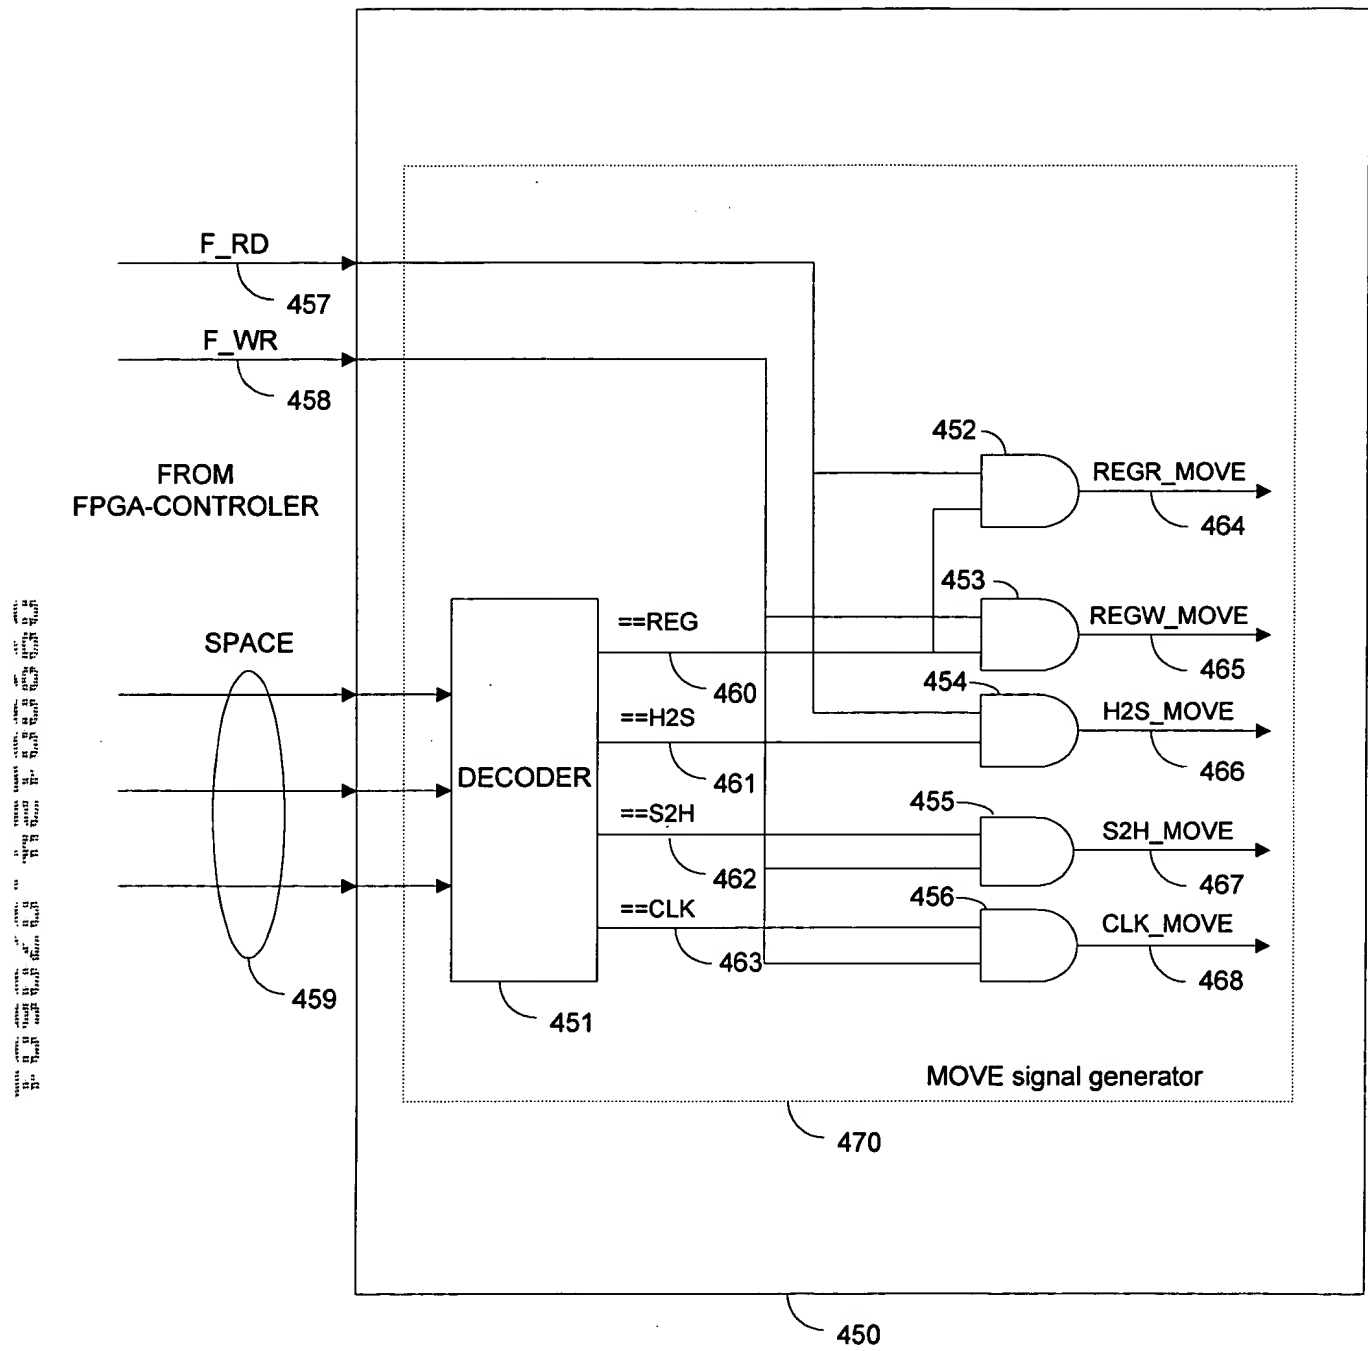 F_RD
457
F_WR
458
FROM
FPGA-CONTROLER
452
REGR_MOVE
464
453
REGW_MOVE
465
SPACE
==REG
460
454
H2S_MOVE
466
==H2S
461
DECODER
455
S2H_MOVE
467
==S2H
462
456
CLK_MOVE
468
==CLK
463
459
451
MOVE signal generator
470
450